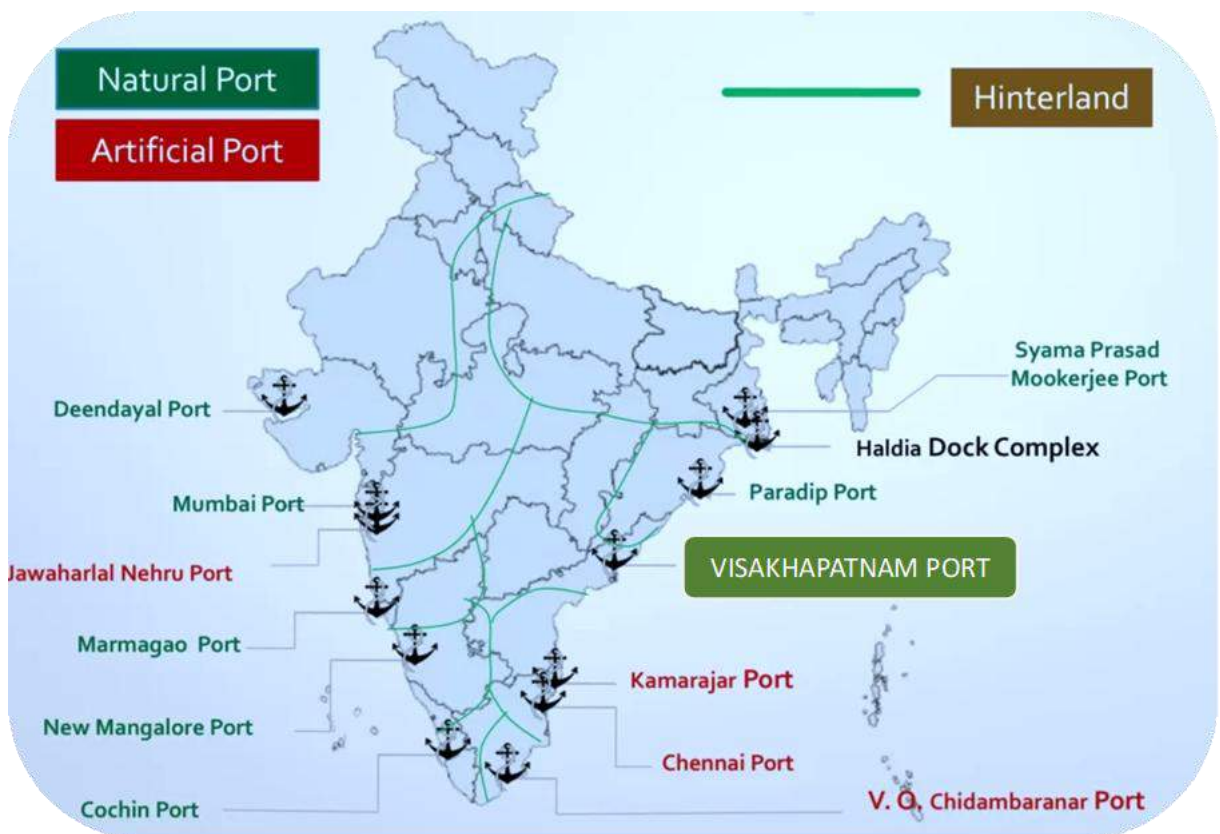 Natural Port
Artificial Port
Hinterland
Syama Prasad
Mookerjee Port
Deendayal Port
Haldia Dock Complex
Mumbai Port
Paradip Port
Jawaharlal Nehru Port
VISAKHAPATNAM PORT
Marmagao Port
Kamarajar Port
New Mangalore Port
Chennai Port
Cochin Port
V. O. Chidambaranar Port